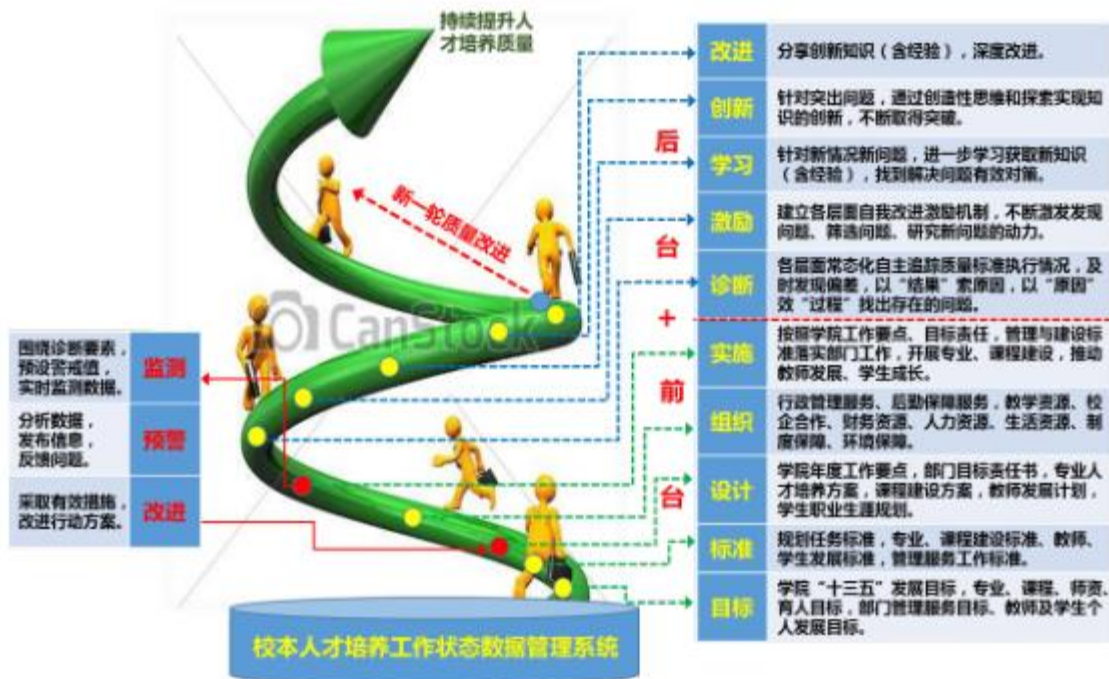 持续提升人
才培养质量
新一轮质量改进
CanStock
围绕诊断要素，
预设警戒值，
实时监测数据。
监测
分析数据，
发布信息，
反馈问题。
预警
采取有效措施，
改进行动方案。
改进
后
台
+
前
台
改进
分享创新知识（含经验），深度改进。
创新
针对突出问题，通过创造性思维和探索实现知
识的创新，不断取得突破。
学习
针对新情况新问题，进一步学习获取新知识
（含经验），找到解决问题有效对策。
激励
建立各层面自我改进激励机制，不断激发发现
问题、筛选问题、研究新问题的动力。
诊断
各层面常态化自主追踪质量标准执行情况，及
时发现偏差，以“结果”索原因，以“原因”
效“过程”找出存在的问题。
实施
按照学院工作要点、目标责任，管理与建设标
准落实部门工作，开展专业、课程建设，推动
教师发展、学生成长。
组织
行政管理服务、后勤保障服务，教学资源、校
企合作、财务资源、人力资源、生活资源、制
度保障、环境保障。
设计
学院年度工作要点，部门目标责任书，专业人
才培养方案，课程建设方案，教师发展计划，
学生职业生涯规划。
标准
规划任务标准，专业、课程建设标准、教师、
学生发展标准，管理服务工作标准。
目标
学院“十三五”发展目标，专业、课程、师资、
育人目标，部门管理服务目标、教师及学生个
人发展目标。
校本人才培养工作状态数据管理系统